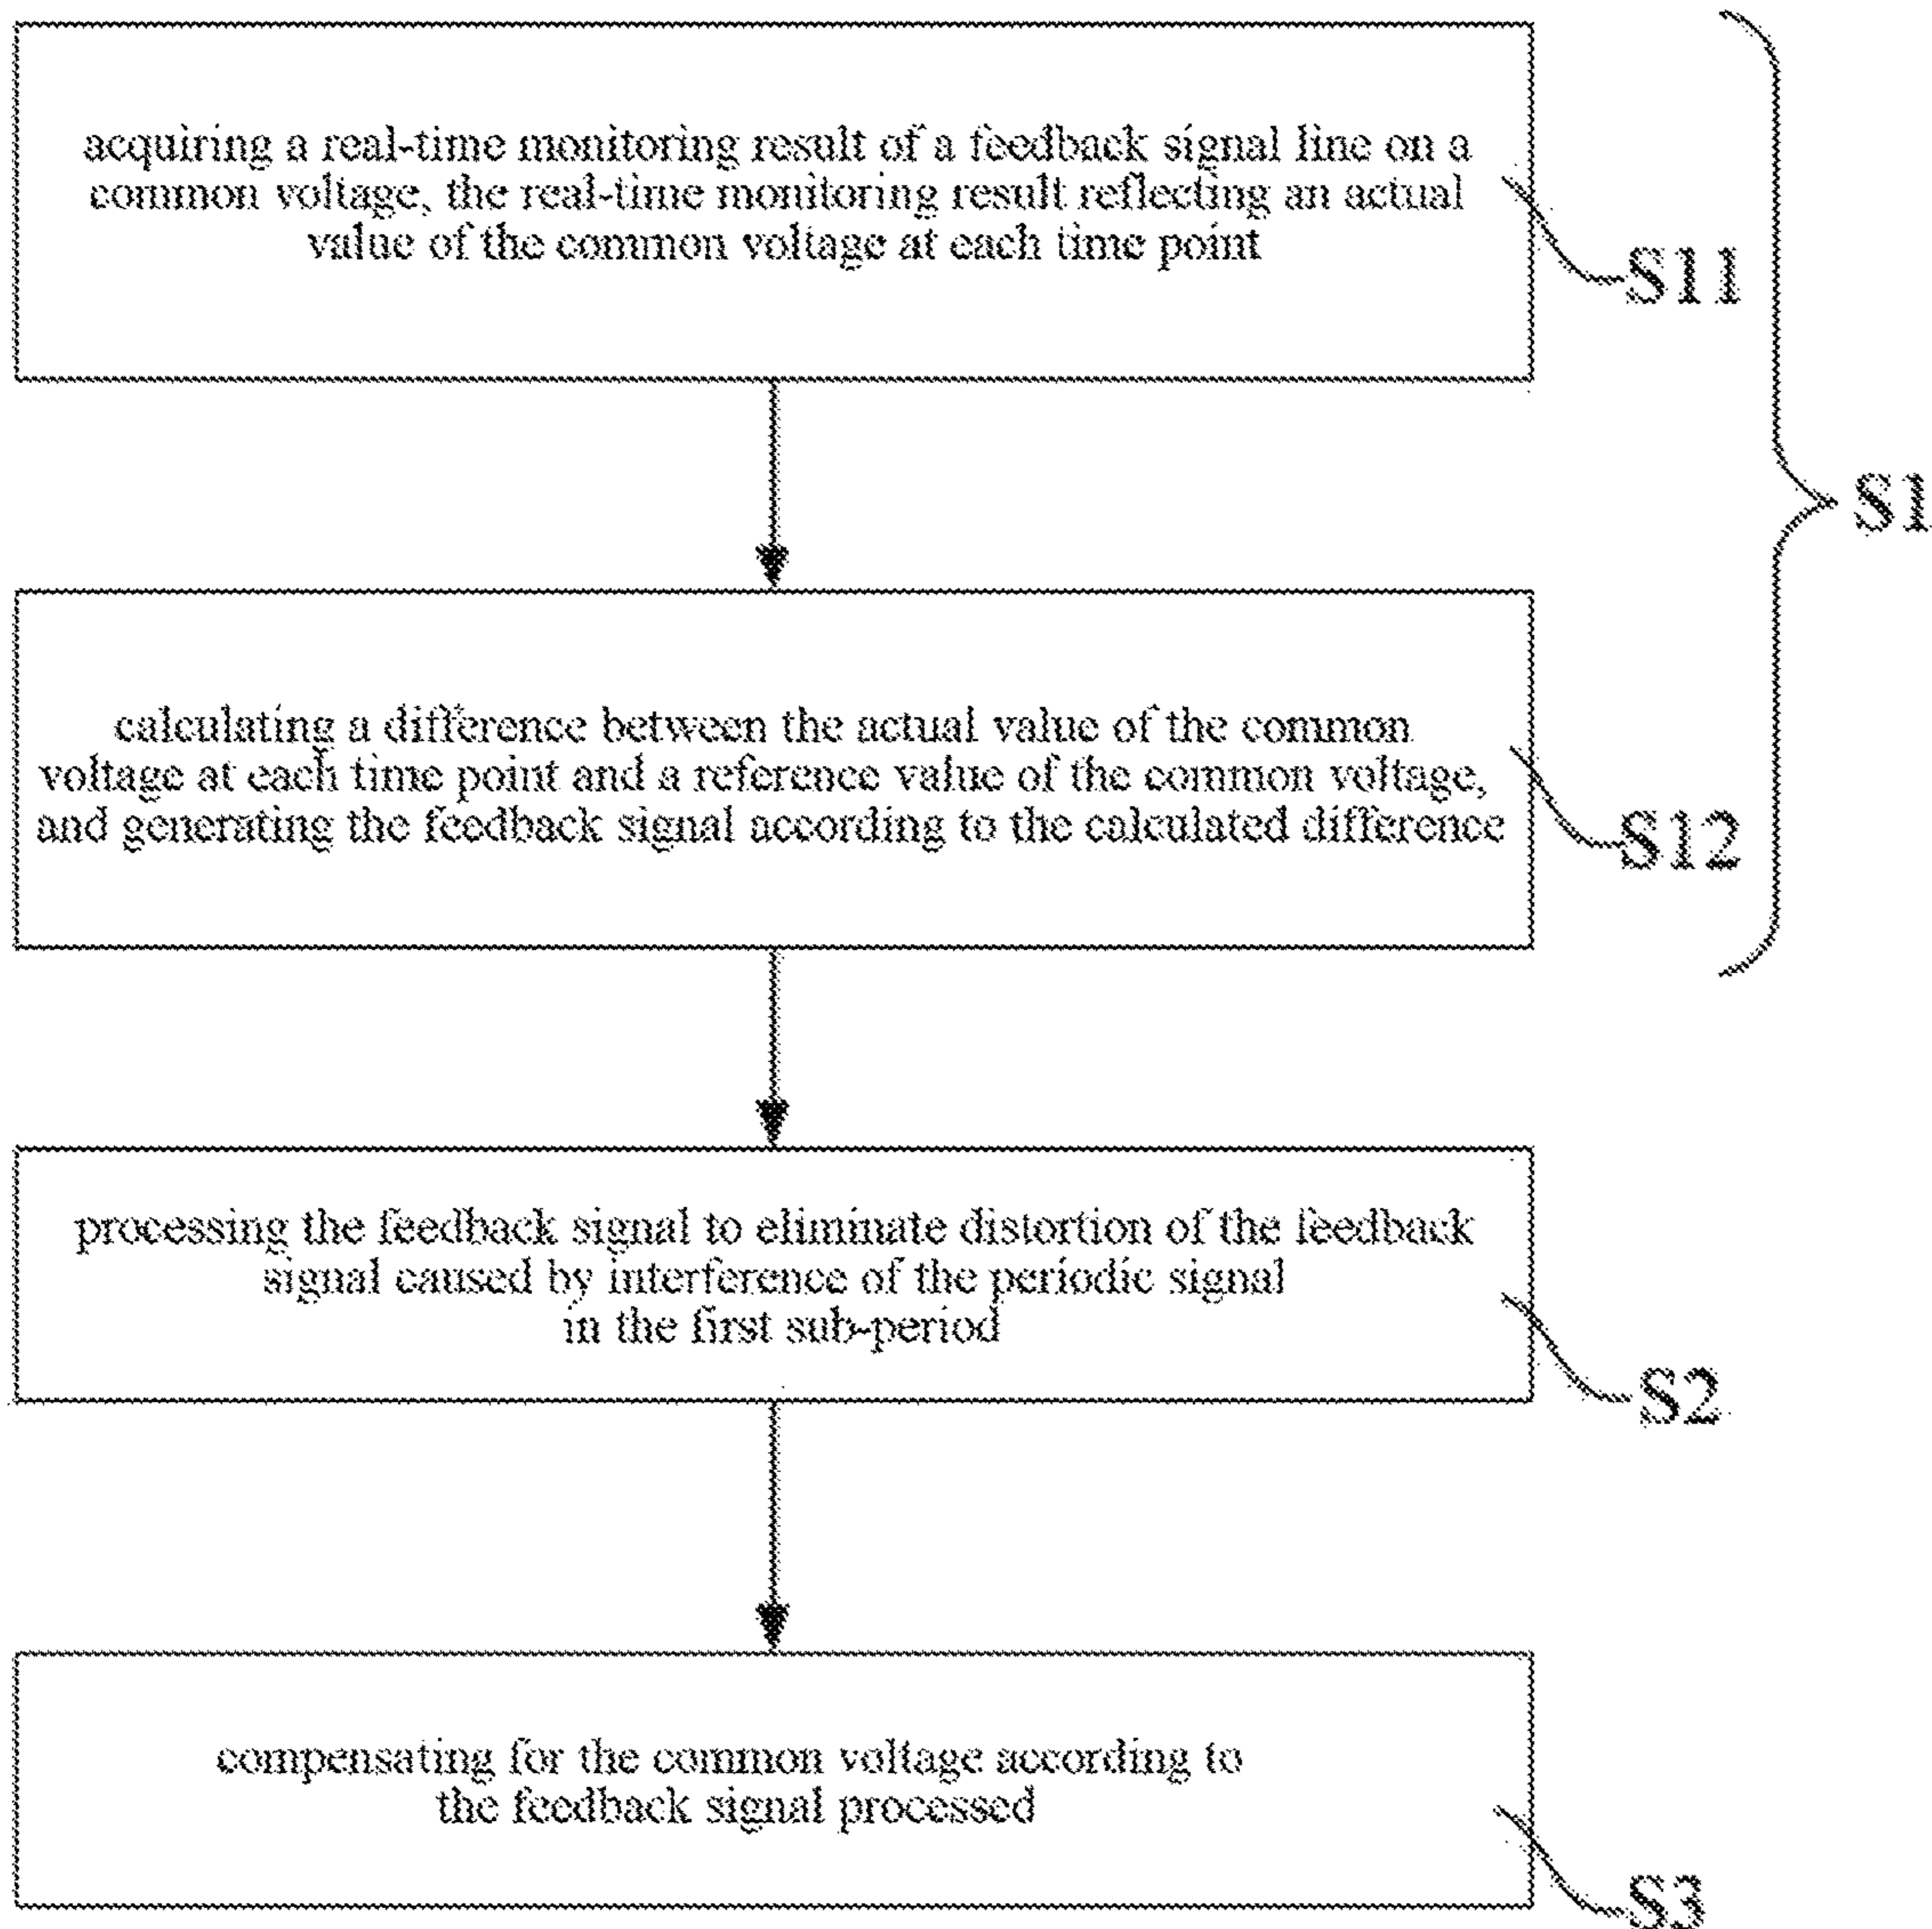 acquiring a real-time monitoring result of a feedback signal line on a
common voltage, the real-time monitoring result reflecting an actual
value of the common voltage at each time point
S11
S1
calculating a difference between the actual value of the common
voltage at each time point and a reference value of the common voltage,
and generating the feedback signal according to the calculated difference
S12
processing the feedback signal to eliminate distortion of the feedback
signal caused by interference of the periodic signal
in the first sub-period
S2
compensating for the common voltage according to
the feedback signal processed
S3